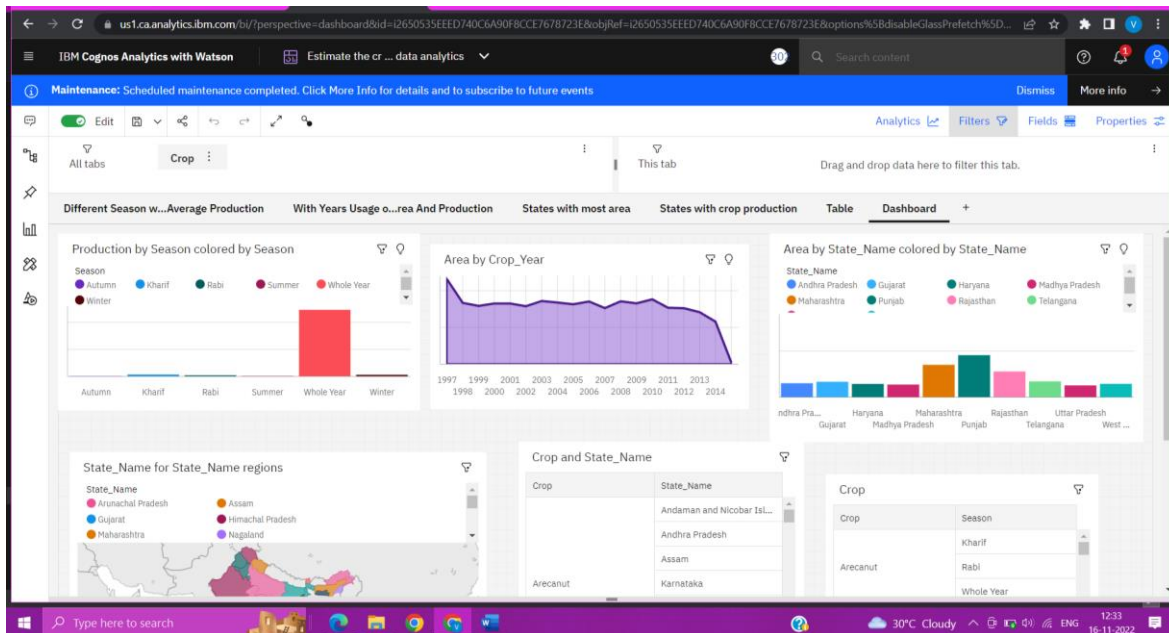 us1.ca.analytics.ibm.com/bi/?perspective=dashboard&id=i2650535EEED740C6A90F8CCE7678723E&objRef=i2650535EEED740C6A90F8CCE7678723E&options%5BdisableGlassPrefetch%5D...
V
IBM Cognos Analytics with Watson
Estimate the cr ... data analytics
30
Search content
1
Maintenance: Scheduled maintenance completed. Click More Info for details and to subscribe to future events
Dismiss
More info
Edit
Analytics
Filters
Fields
Properties
All tabs
Crop
This tab
Drag and drop data here to filter this tab.
Different Season w...Average Production
With Years Usage o...rea And Production
States with most area
States with crop production
Table
Dashboard
Production by Season colored by Season
Season
Autumn Kharif Rabi Summer Whole Year
Winter
Autumn Kharif Rabi Summer Whole Year Winter
Area by Crop_Year
1997 1999 2001 2003 2005 2007 2009 2011 2013
1998 2000 2002 2004 2006 2008 2010 2012 2014
Area by State_Name colored by State_Name
State_Name
Andhra Pradesh Gujarat Haryana Madhya Pradesh
Maharashtra Punjab Rajasthan Telangana
ndhra Pra... Haryana Maharashtra Rajasthan Uttar Pradesh
Gujarat Madhya Pradesh Punjab Telangana West ...
State_Name for State_Name regions
State_Name
Arunachal Pradesh Assam
Gujarat Himachal Pradesh
Maharashtra Nagaland
Crop and State_Name
Crop State_Name
Andaman and Nicobar Isi...
Andhra Pradesh
Assam
Arecanut Karnataka
Crop
Crop Season
Kharif
Arecanut Rabi
Whole Year
Type here to search
30°C Cloudy
ENG
12:33
16-11-2022